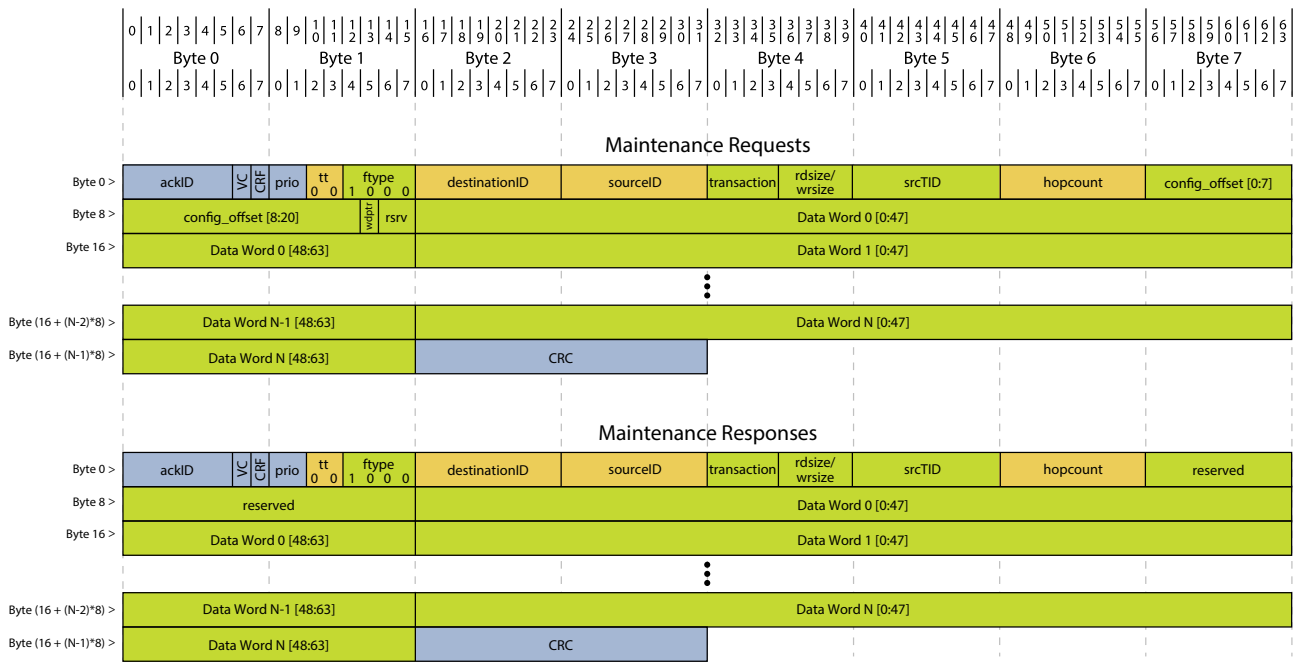 0 1 2 3 4 5 6 7 8 9 10 11 12 13 14 15 16 17 18 19 20 21 22 23 24 25 26 27 28 29 30 31 32 33 34 35 36 37 38 39 40 41 42 43 44 45 46 47 48 49 50 51 52 53 54 55 56 57 58 59 60 61 62 63
Byte 0 Byte 1 Byte 2 Byte 3 Byte 4 Byte 5 Byte 6 Byte 7
0 1 2 3 4 5 6 7 0 1 2 3 4 5 6 7 0 1 2 3 4 5 6 7 0 1 2 3 4 5 6 7 0 1 2 3 4 5 6 7 0 1 2 3 4 5 6 7 0 1 2 3 4 5 6 7 0 1 2 3 4 5 6 7
Maintenance Requests
Byte 0 > ackID VC CRF prio tt 0 0 ftype 1 0 0 0 destinationID sourceID transaction rdsize/wrsize srcTID hopcount config_offset [0:7]
Byte 8 > config_offset [8:20] wdptr rsrv Data Word 0 [0:47]
Byte 16 > Data Word 0 [48:63] Data Word 1 [0:47]
Byte (16 + (N-2)*8) > Data Word N-1 [48:63] Data Word N [0:47]
Byte (16 + (N-1)*8) > Data Word N [48:63] CRC
Maintenance Responses
Byte 0 > ackID VC CRF prio tt 0 0 ftype 1 0 0 0 destinationID sourceID transaction rdsize/wrsize srcTID hopcount reserved
Byte 8 > reserved Data Word 0 [0:47]
Byte 16 > Data Word 0 [48:63] Data Word 1 [0:47]
Byte (16 + (N-2)*8) > Data Word N-1 [48:63] Data Word N [0:47]
Byte (16 + (N-1)*8) > Data Word N [48:63] CRC